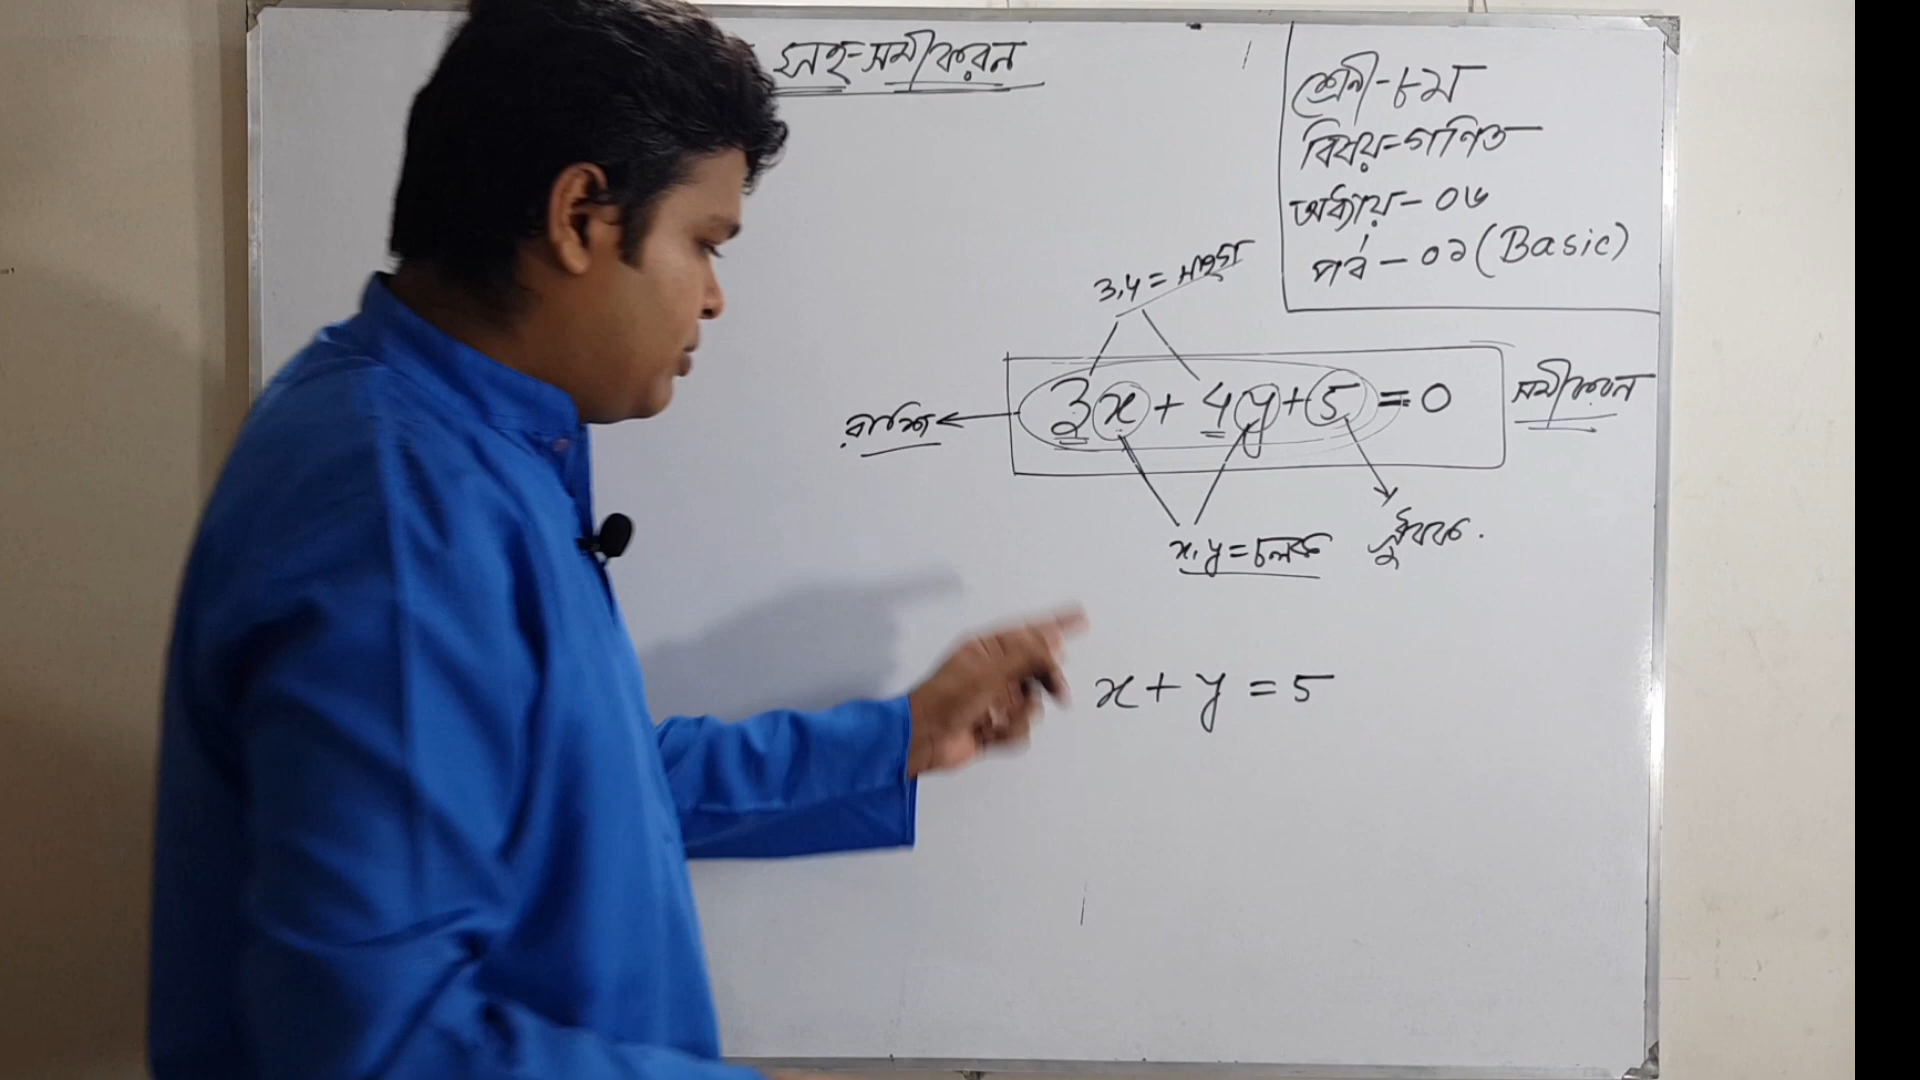 সহ-সমীকরন
শ্রেনী-৮ম
বিষয়=গনিত
অধ্যায়-০৬
পর্ব-০১(Basic)
3,4=সহগ
3x+4y+5=0
সমীকরন
রাশি
x,y=চলক
ধ্রুবক.
x+y=5